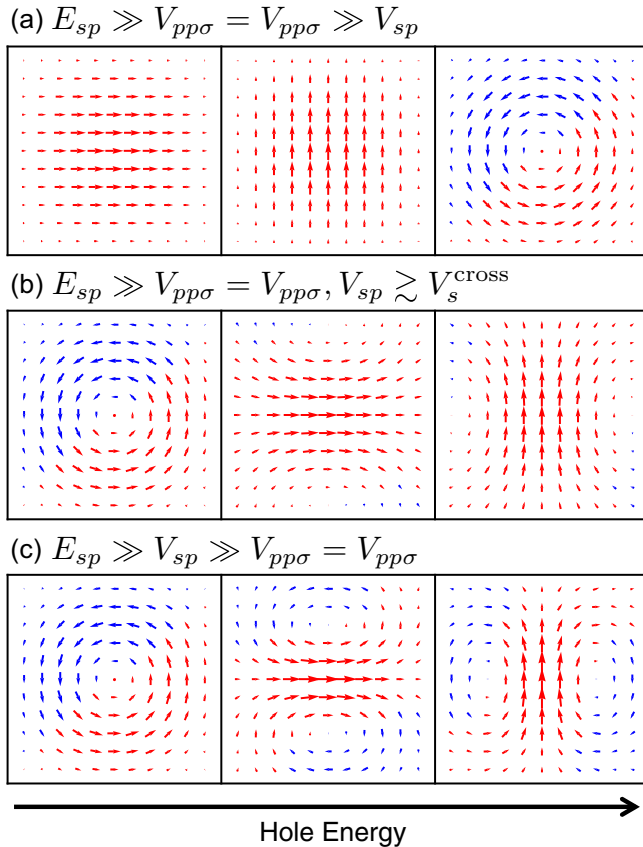 (a) $E_{sp} \gg V_{pp\sigma} = V_{pp\sigma} \gg V_{sp}$
(b) $E_{sp} \gg V_{pp\sigma} = V_{pp\sigma}, V_{sp} \gtrsim V_{s}^{\mathrm{cross}}$
(c) $E_{sp} \gg V_{sp} \gg V_{pp\sigma} = V_{pp\sigma}$
Hole Energy